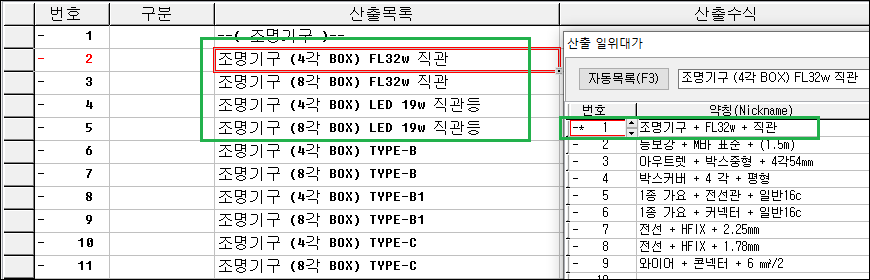 번호 구분 산출목록 산출수식
- 1 --( 조명기구 )--
- 2 조명기구 (4각 BOX) FL32w 직관
- 3 조명기구 (8각 BOX) FL32w 직관
- 4 조명기구 (4각 BOX) LED 19w 직관등
- 5 조명기구 (8각 BOX) LED 19w 직관등
- 6 조명기구 (4각 BOX) TYPE-B
- 7 조명기구 (8각 BOX) TYPE-B
- 8 조명기구 (4각 BOX) TYPE-B1
- 9 조명기구 (8각 BOX) TYPE-B1
- 10 조명기구 (4각 BOX) TYPE-C
- 11 조명기구 (8각 BOX) TYPE-C
산출 일위대가
자동목록(F3) 조명기구 (4각 BOX) FL32w 직관
번호 약칭(Nickname)
-* 1 조명기구 + FL32w + 직관
- 2 등보강 + M바 표준 + (1.5m)
- 3 아우트렛 + 박스중형 + 4각54mm
- 4 박스커버 + 4 각 + 평형
- 5 1종 가요 + 전선관 + 일반16c
- 6 1종 가요 + 커넥터 + 일반16c
- 7 전선 + HFIX + 2.25mm
- 8 전선 + HFIX + 1.78mm
- 9 와이어 + 콘넥터 + 6 ㎟/2